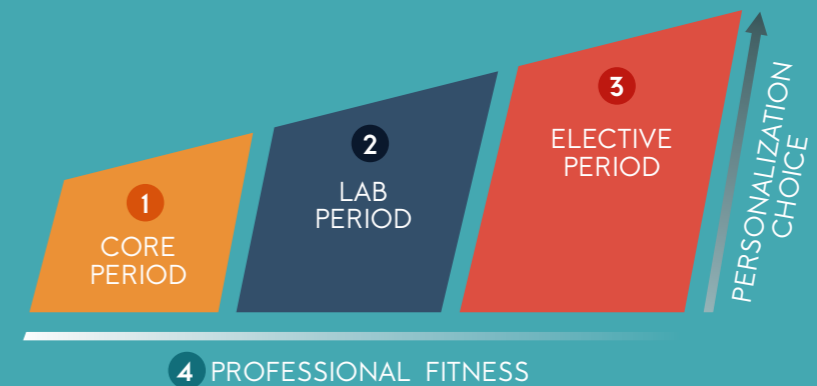 1
CORE
PERIOD
2
LAB
PERIOD
3
ELECTIVE
PERIOD
PERSONALIZATION
CHOICE
4 PROFESSIONAL FITNESS